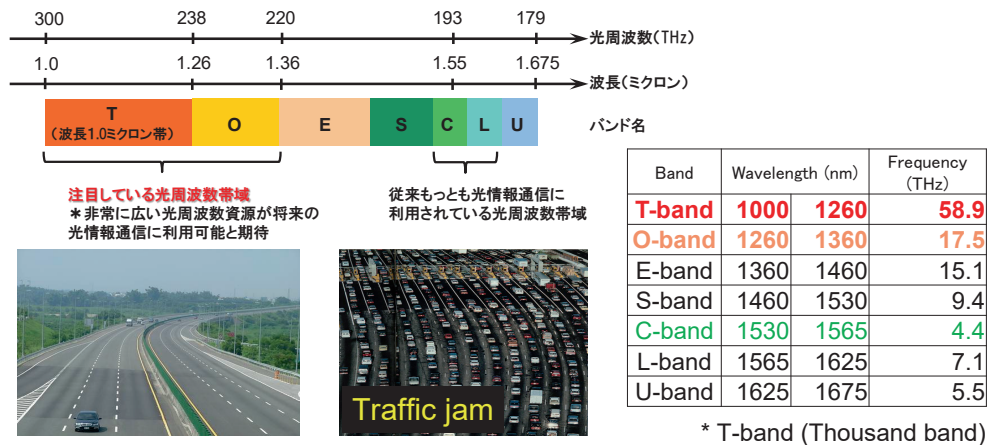 300 238 220 193 179
光周波数(THz)
1.0 1.26 1.36 1.55 1.675
波長(ミクロン)
T
(波長1.0ミクロン帯)
O E S C L U
バンド名
注目している光周波数帯域
*非常に広い光周波数資源が将来の
光情報通信に利用可能と期待
従来もっとも光情報通信に
利用されている光周波数帯域
Traffic jam
Band Wavelength (nm) Frequency
(THz)
T-band 1000 1260 58.9
O-band 1260 1360 17.5
E-band 1360 1460 15.1
S-band 1460 1530 9.4
C-band 1530 1565 4.4
L-band 1565 1625 7.1
U-band 1625 1675 5.5
* T-band (Thousand band)